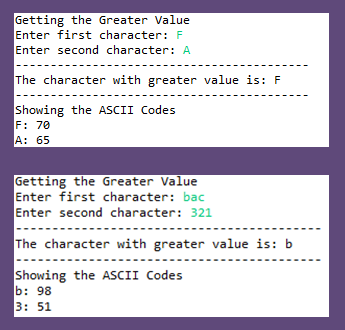 Getting the Greater Value
Enter first character: F
Enter second character: A
------------------------------------------
The character with greater value is: F
------------------------------------------
Showing the ASCII Codes
F: 70
A: 65
Getting the Greater Value
Enter first character: bac
Enter second character: 321
--------------------------------------------
The character with greater value is: b
--------------------------------------------
Showing the ASCII Codes
b: 98
3: 51